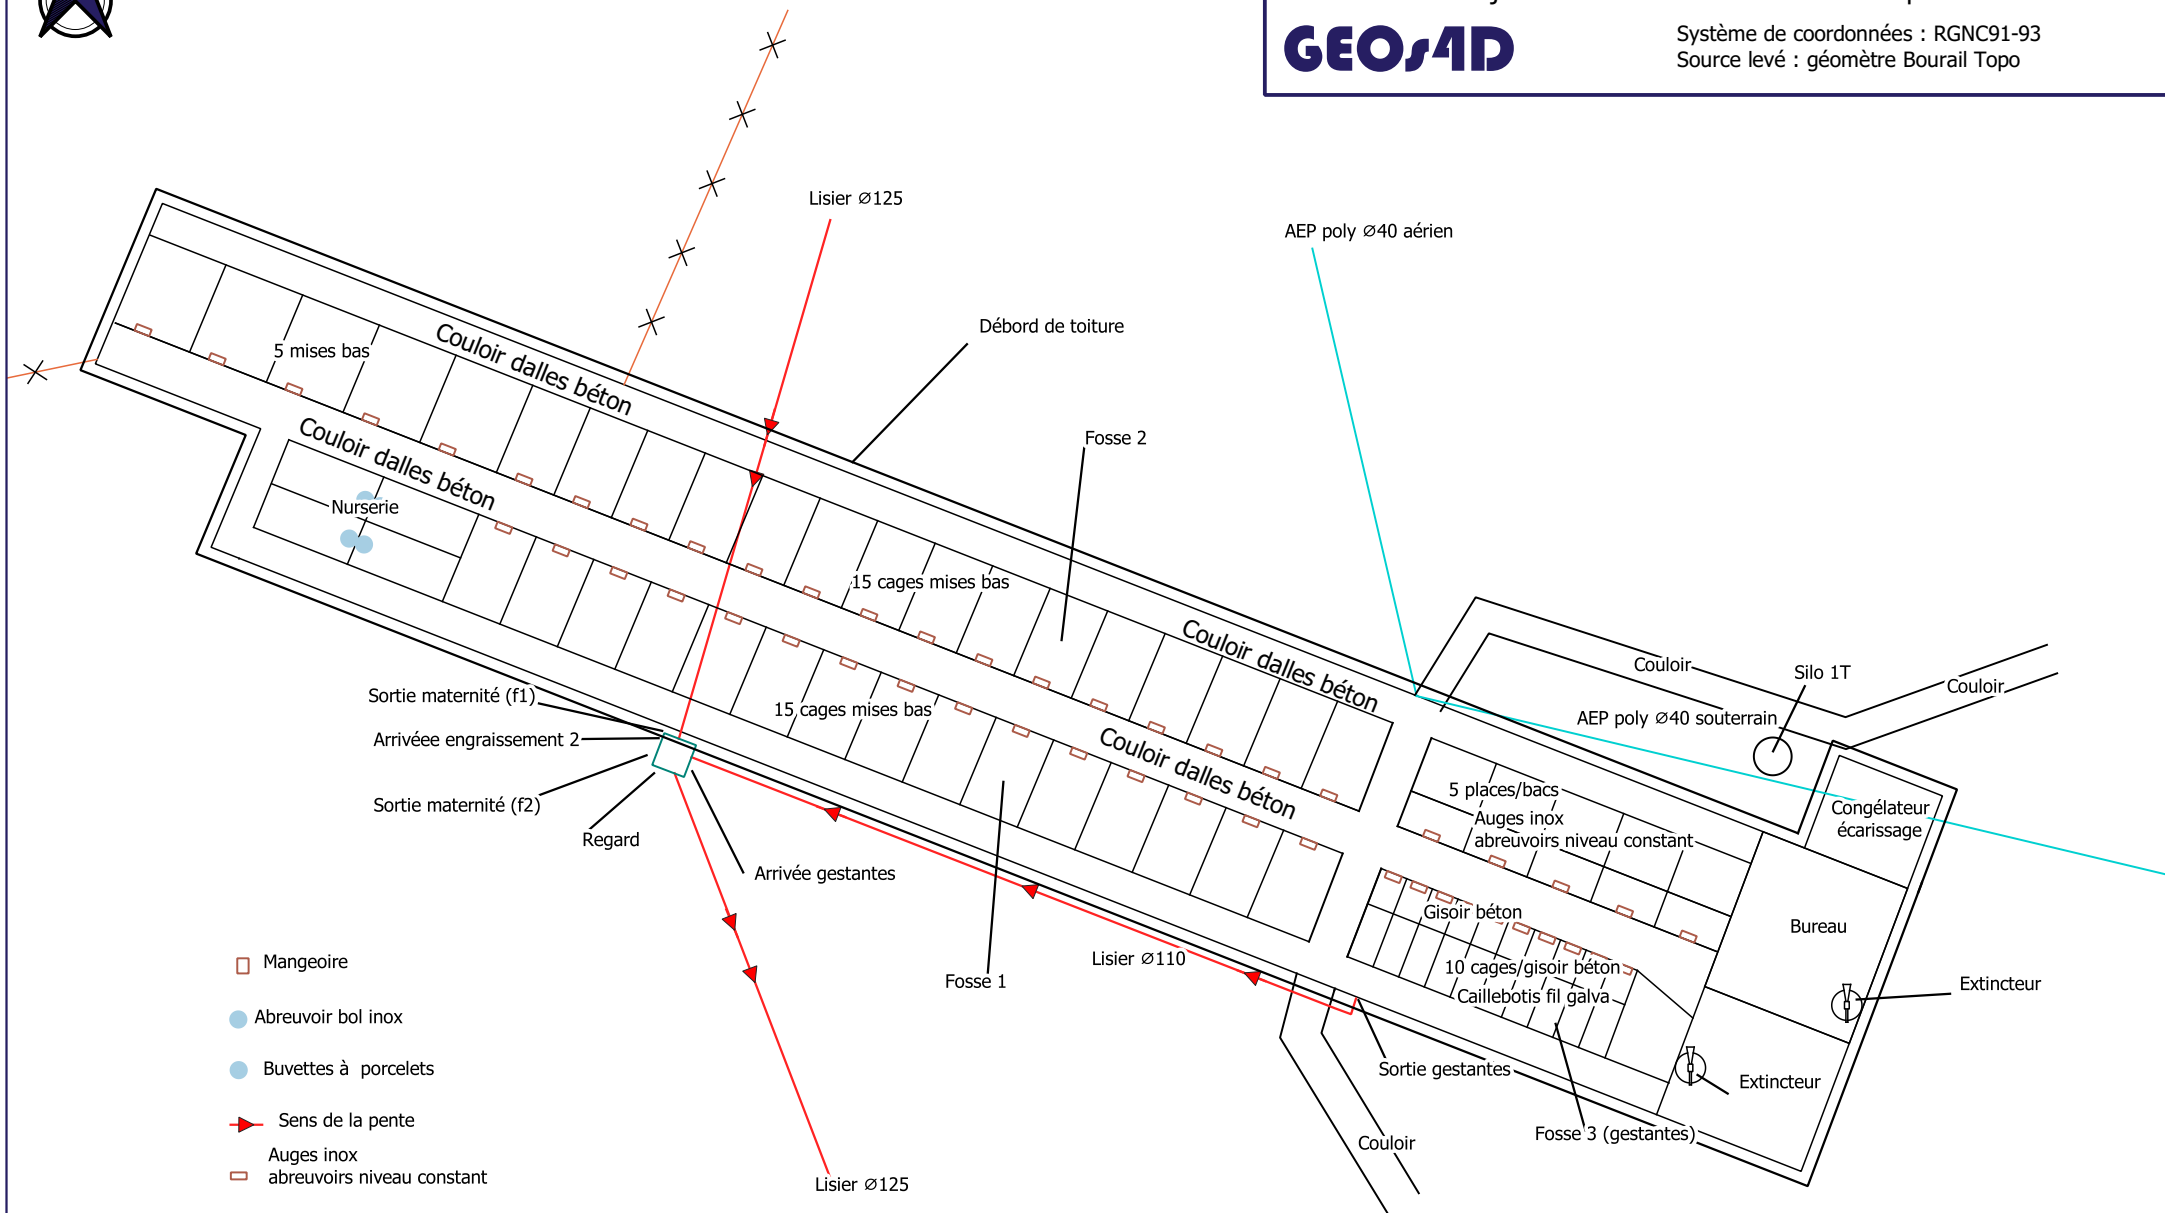 GEOs4D
Système de coordonnées : RGNC91-93
Source levé : géomètre Bourail Topo
Lisier ∅125
AEP poly ∅40 aérien
Débord de toiture
5 mises bas
Couloir dalles béton
Couloir dalles béton
Fosse 2
Nurserie
15 cages mises bas
Couloir dalles béton
Couloir
Silo 1T
Couloir
AEP poly ∅40 souterrain
Sortie maternité (f1)
15 cages mises bas
Arrivéee engraissement 2
Couloir dalles béton
5 places/bacs
Auges inox
abreuvoirs niveau constant
Congélateur
écarissage
Sortie maternité (f2)
Regard
Arrivée gestantes
Gisoir béton
Bureau
Lisier ∅110
10 cages/gisoir béton
Caillebotis fil galva
Fosse 1
Extincteur
Sortie gestantes
Extincteur
Fosse 3 (gestantes)
Couloir
Lisier ∅125
Mangeoire
Abreuvoir bol inox
Buvettes à porcelets
Sens de la pente
Auges inox
abreuvoirs niveau constant